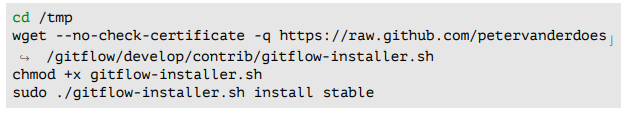 cd /tmp
wget --no-check-certificate -q https://raw.github.com/petervanderdoes⌋
↪ /gitflow/develop/contrib/gitflow-installer.sh
chmod +x gitflow-installer.sh
sudo ./gitflow-installer.sh install stable